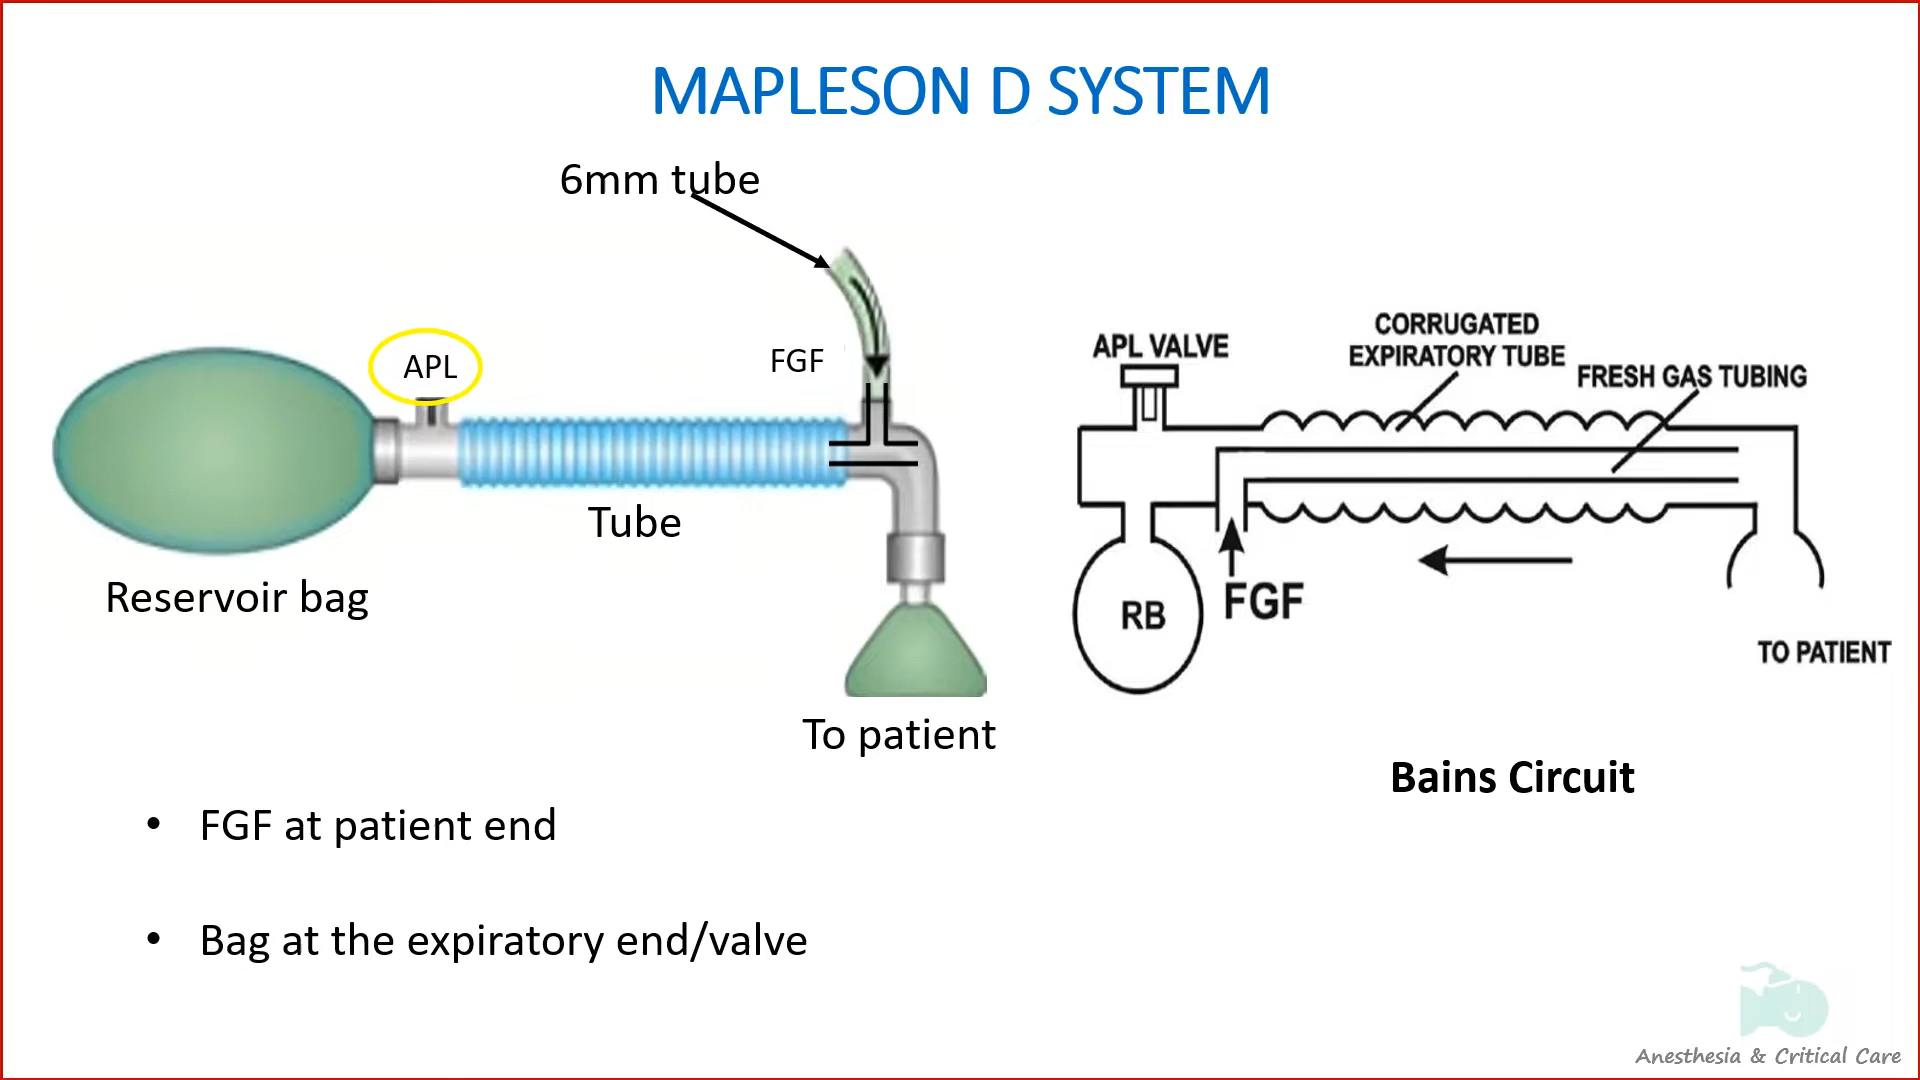 MAPLESON D SYSTEM
6mm tube
APL
FGF
Tube
Reservoir bag
To patient
APL VALVE
CORRUGATED
EXPIRATORY TUBE
FRESH GAS TUBING
RB
FGF
TO PATIENT
Bains Circuit
• FGF at patient end
• Bag at the expiratory end/valve
Anesthesia & Critical Care